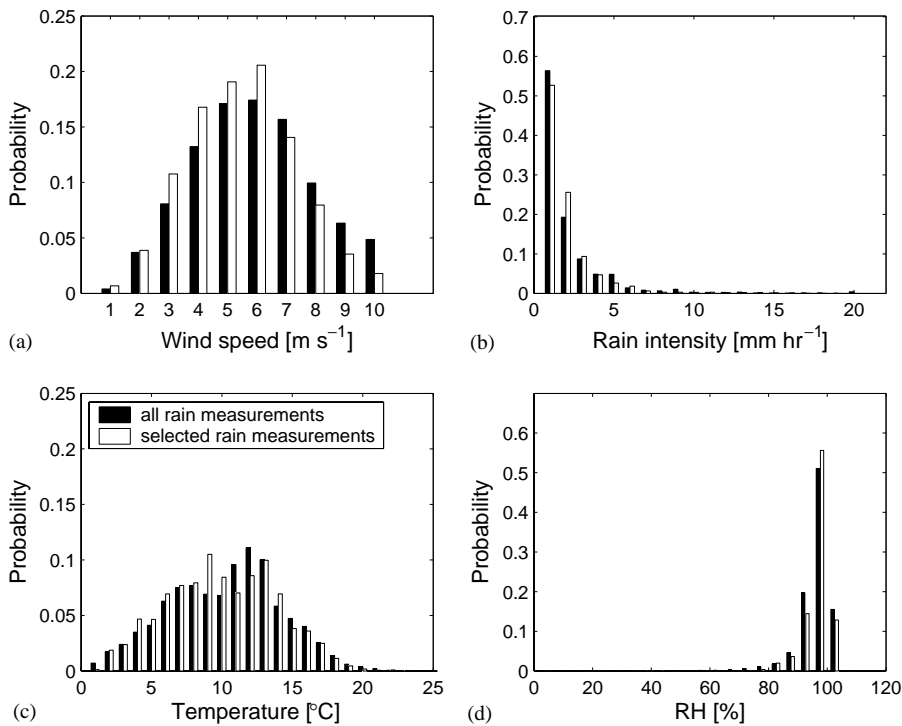 0.25
0.2
0.15
0.1
0.05
0
Probability
1 2 3 4 5 6 7 8 9 10
(a) Wind speed [m s⁻¹]
0.7
0.6
0.5
0.4
0.3
0.2
0.1
0
Probability
0 5 10 15 20
(b) Rain intensity [mm hr⁻¹]
0.25
0.2
0.15
0.1
0.05
0
Probability
all rain measurements
selected rain measurements
0 5 10 15 20 25
(c) Temperature [°C]
0.6
0.5
0.4
0.3
0.2
0.1
0
Probability
0 20 40 60 80 100 120
(d) RH [%]